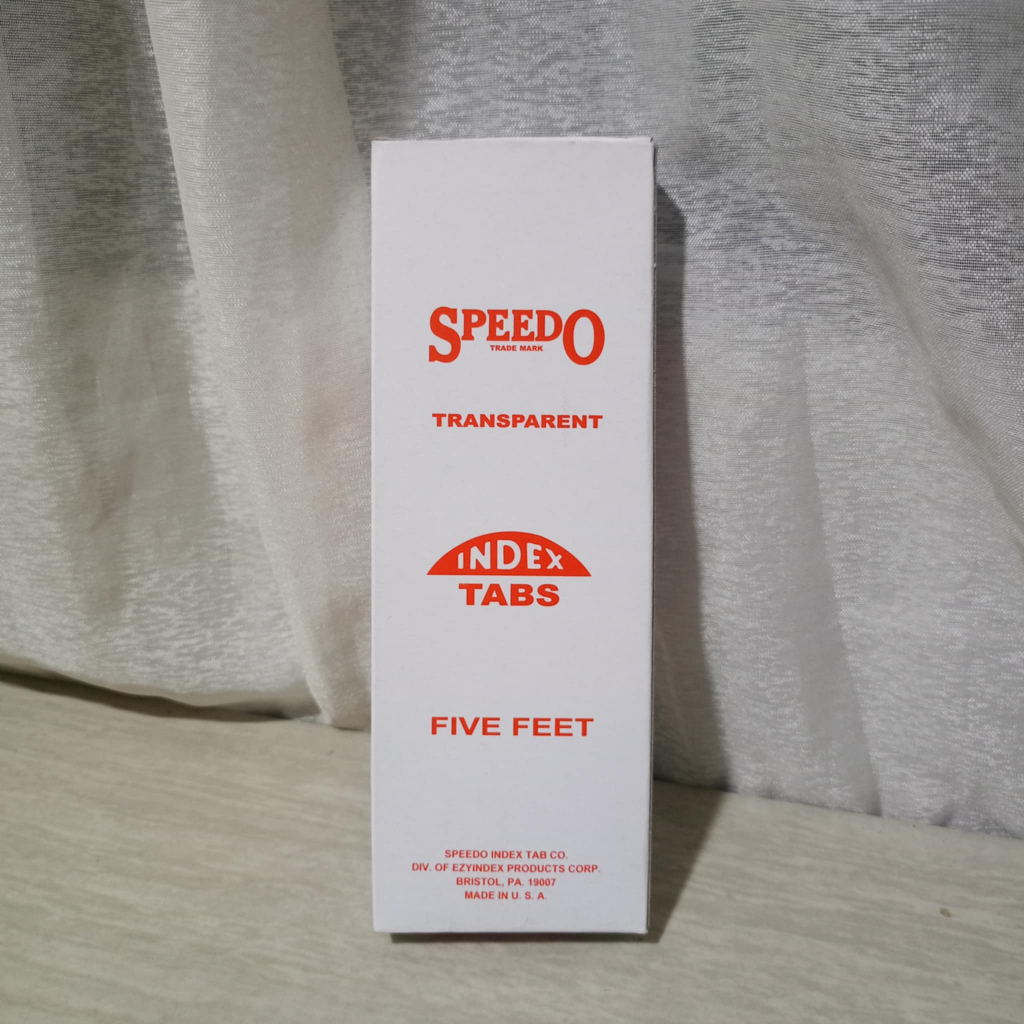 SPEEDO
TRADE MARK
TRANSPARENT
INDEX
TABS
FIVE FEET
SPEEDO INDEX TAB CO.
DIV. OF EZYINDEX PRODUCTS CORP.
BRISTOL, PA. 19007
MADE IN U. S. A.